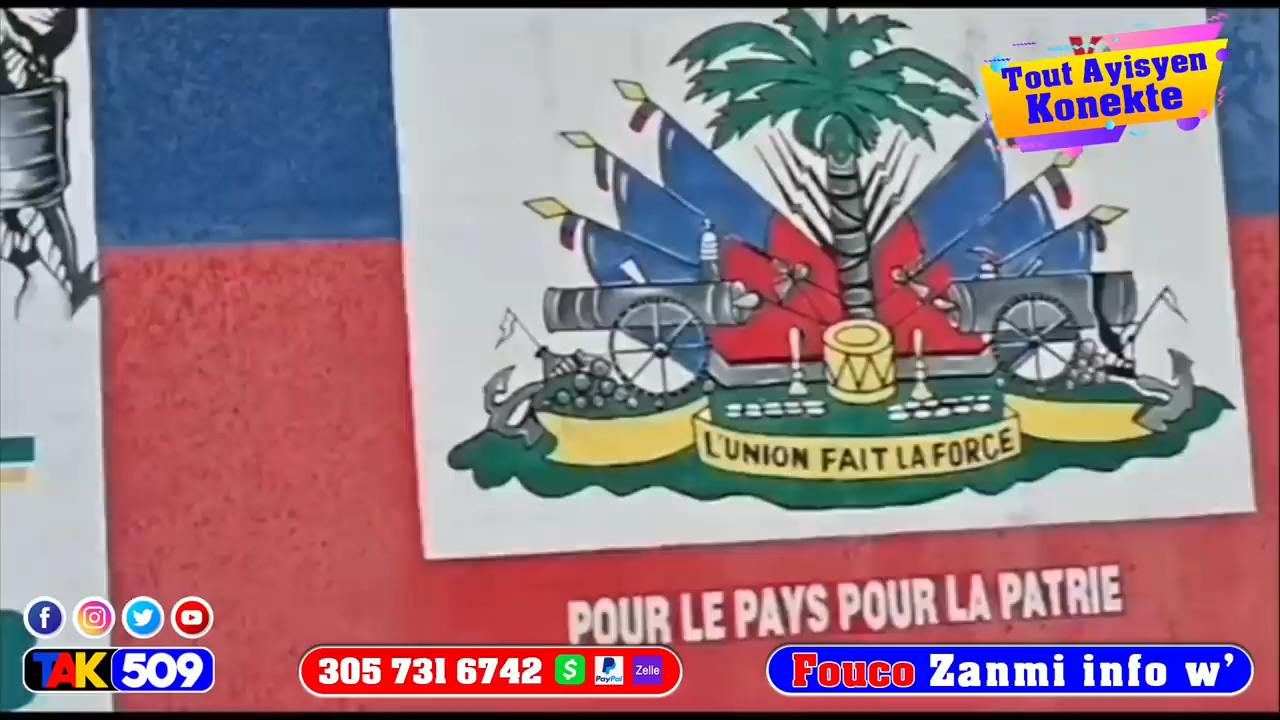 Tout Ayisyen
Konekte
L'UNION FAIT LA FORCE
POUR LE PAYS POUR LA PATRIE
TAK 509
305 731 6742
$
PayPal
Zelle
Fouco Zanmi info w'